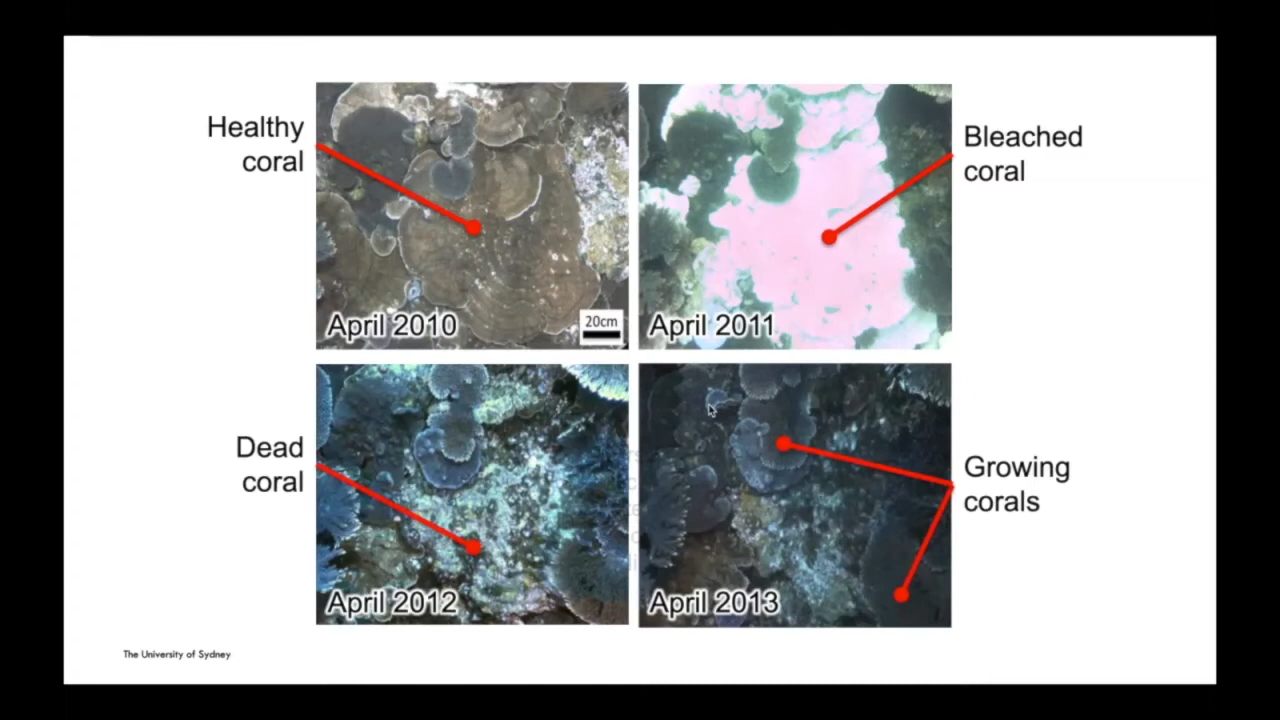 Healthy
coral
April 2010
20cm
April 2011
Bleached
coral
Dead
coral
April 2012
April 2013
Growing
corals
The University of Sydney